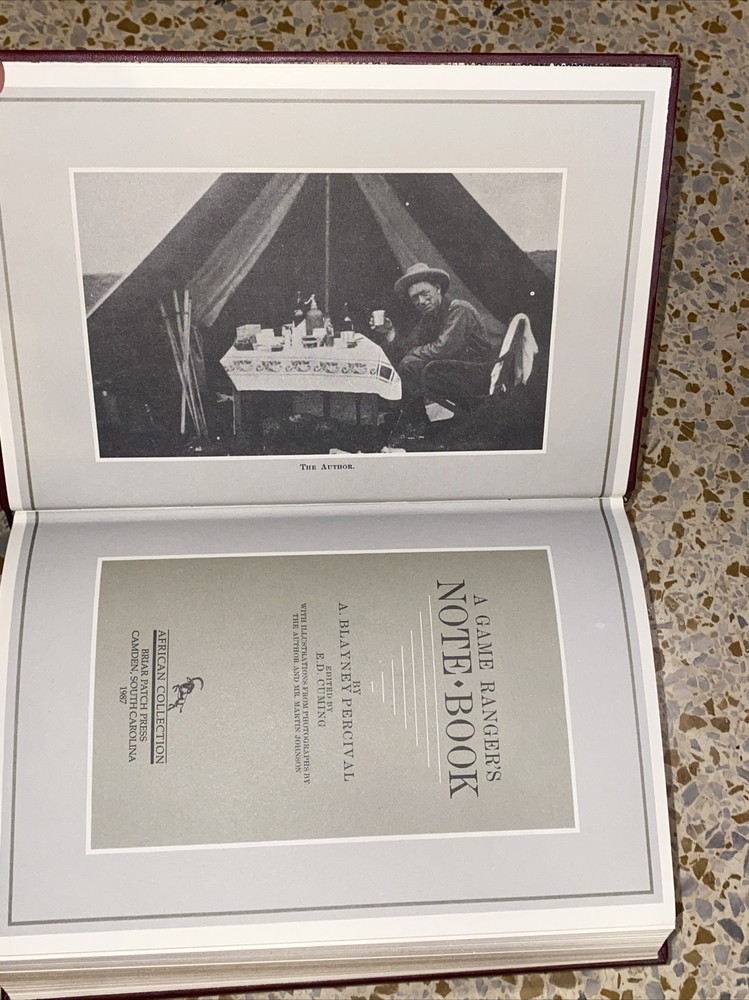 The Author.
A GAME RANGER'S
NOTE·BOOK
BY
A. BLAYNEY PERCIVAL
EDITED BY
E.D. CUMING
WITH ILLUSTRATIONS FROM PHOTOGRAPHS BY
THE AUTHOR AND MR. MARTIN JOHNSON
AFRICAN COLLECTION
BRIAR PATCH PRESS
CAMDEN, SOUTH CAROLINA
1987